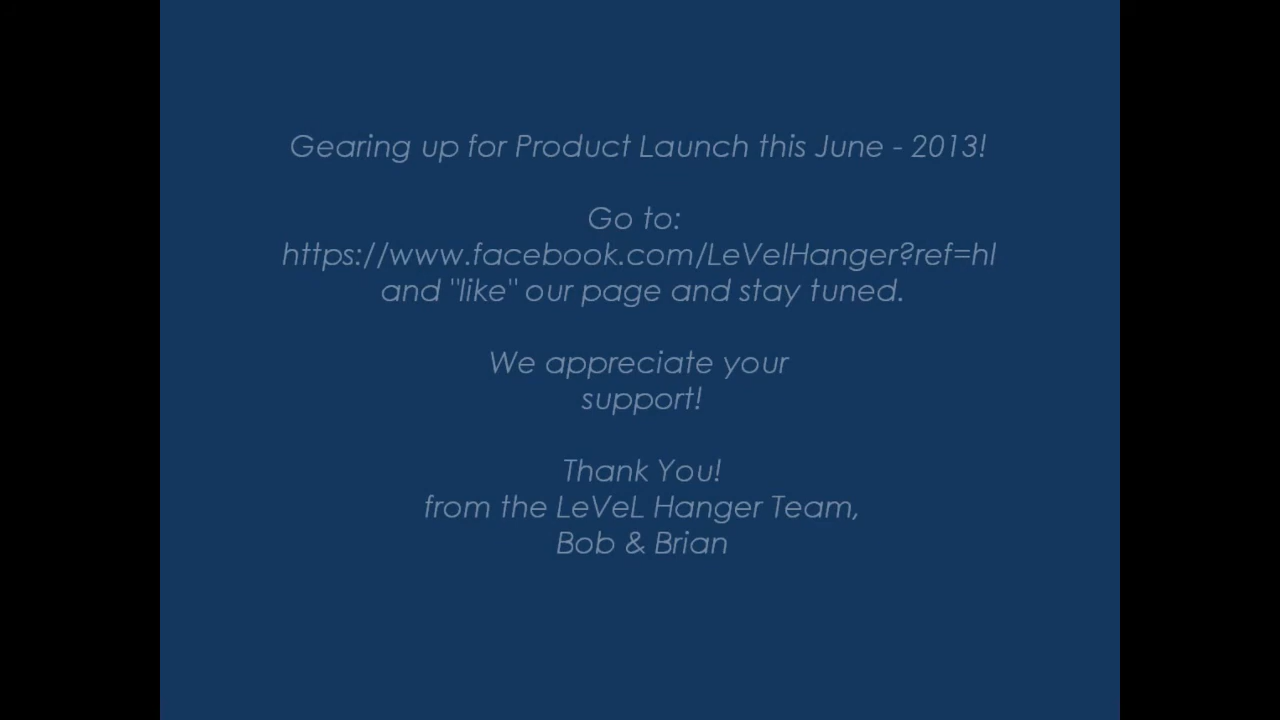 Gearing up for Product Launch this June - 2013!
Go to:
https://www.facebook.com/LeVelHanger?ref=hl
and "like" our page and stay tuned.
We appreciate your
support!
Thank You!
from the LeVeL Hanger Team,
Bob & Brian